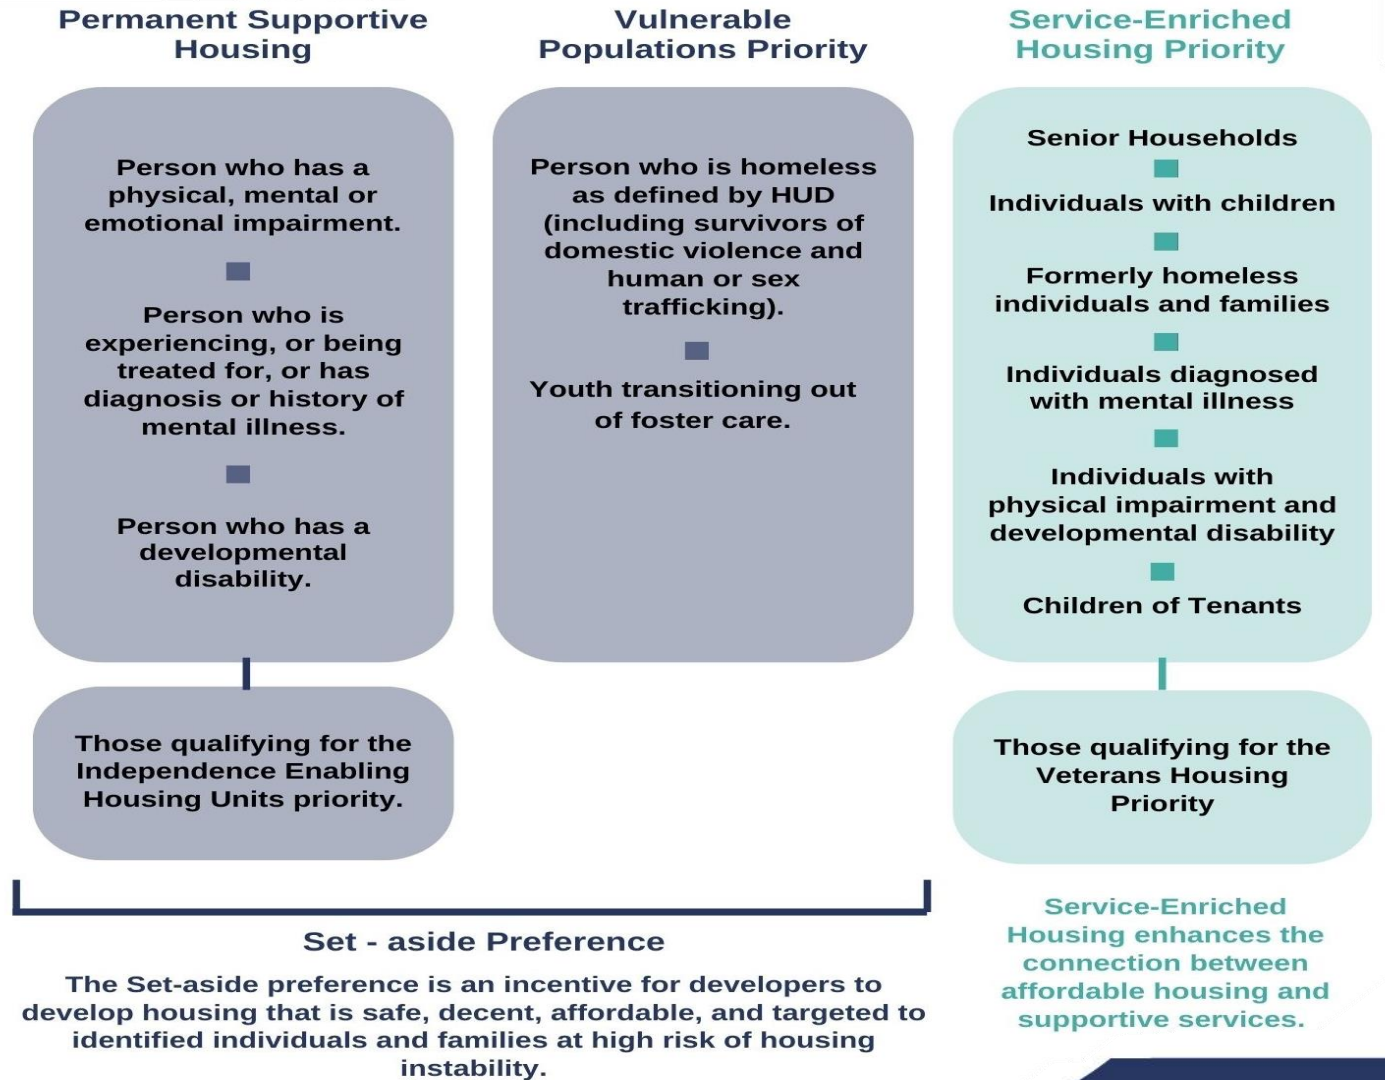 Permanent Supportive
Housing
Person who has a
physical, mental or
emotional impairment.
Person who is
experiencing, or being
treated for, or has
diagnosis or history of
mental illness.
Person who has a
developmental
disability.
Those qualifying for the
Independence Enabling
Housing Units priority.
Vulnerable
Populations Priority
Person who is homeless
as defined by HUD
(including survivors of
domestic violence and
human or sex
trafficking).
Youth transitioning out
of foster care.
Set - aside Preference
The Set-aside preference is an incentive for developers to
develop housing that is safe, decent, affordable, and targeted to
identified individuals and families at high risk of housing
instability.
Service-Enriched
Housing Priority
Senior Households
Individuals with children
Formerly homeless
individuals and families
Individuals diagnosed
with mental illness
Individuals with
physical impairment and
developmental disability
Children of Tenants
Those qualifying for the
Veterans Housing
Priority
Service-Enriched
Housing enhances the
connection between
affordable housing and
supportive services.